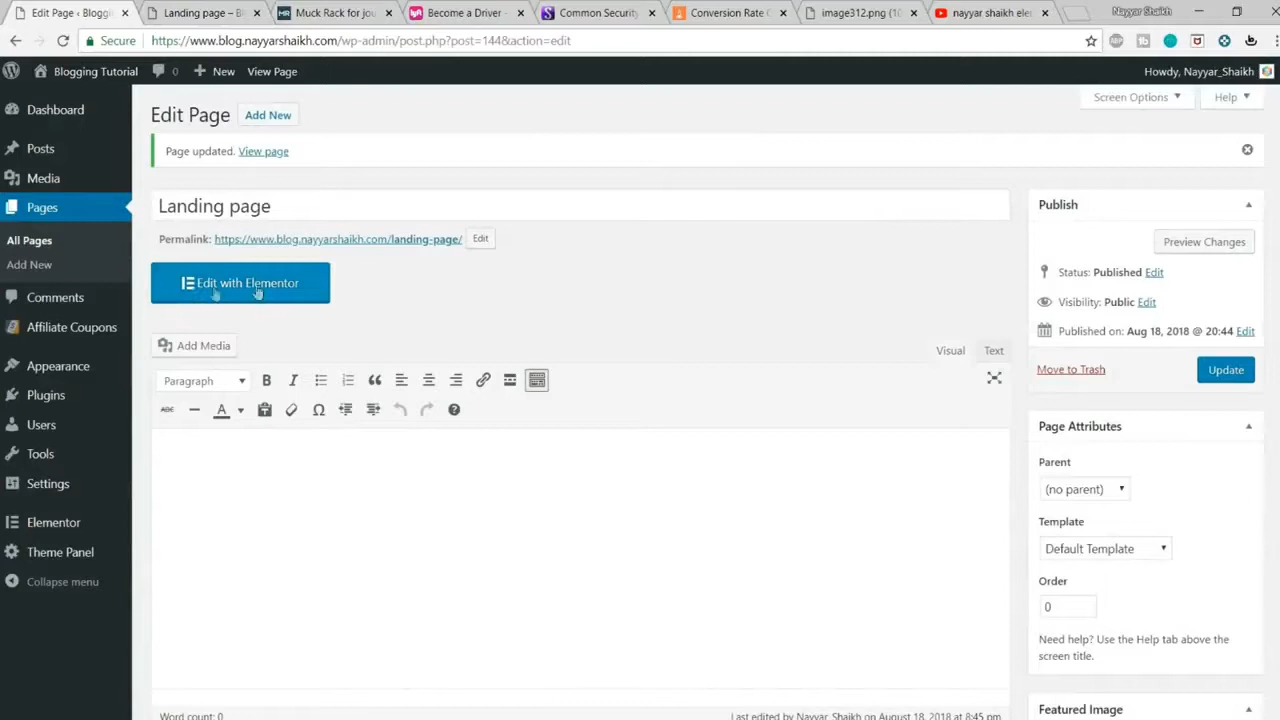 Edit Page ‹ Bloggi
Landing page – Bl
Muck Rack for jou
Become a Driver -
Common Security
Conversion Rate C
image312.png (10
nayyar shaikh ele
Nayyar Shaikh
Secure
https://www.blog.nayyarshaikh.com/wp-admin/post.php?post=144&action=edit
Blogging Tutorial
0
New
View Page
Howdy, Nayyar_Shaikh
Dashboard
Posts
Media
Pages
All Pages
Add New
Comments
Affiliate Coupons
Appearance
Plugins
Users
Tools
Settings
Elementor
Theme Panel
Collapse menu
Screen Options
Help
Edit Page
Add New
Page updated. View page
Landing page
Permalink: https://www.blog.nayyarshaikh.com/landing-page/
Edit
Edit with Elementor
Add Media
Visual
Text
Paragraph
B
I
ABC
A
Word count: 0
Last edited by Nayyar_Shaikh on August 18, 2018 at 8:45 pm
Publish
Preview Changes
Status: Published Edit
Visibility: Public Edit
Published on: Aug 18, 2018 @ 20:44 Edit
Move to Trash
Update
Page Attributes
Parent
(no parent)
Template
Default Template
Order
0
Need help? Use the Help tab above the
screen title.
Featured Image